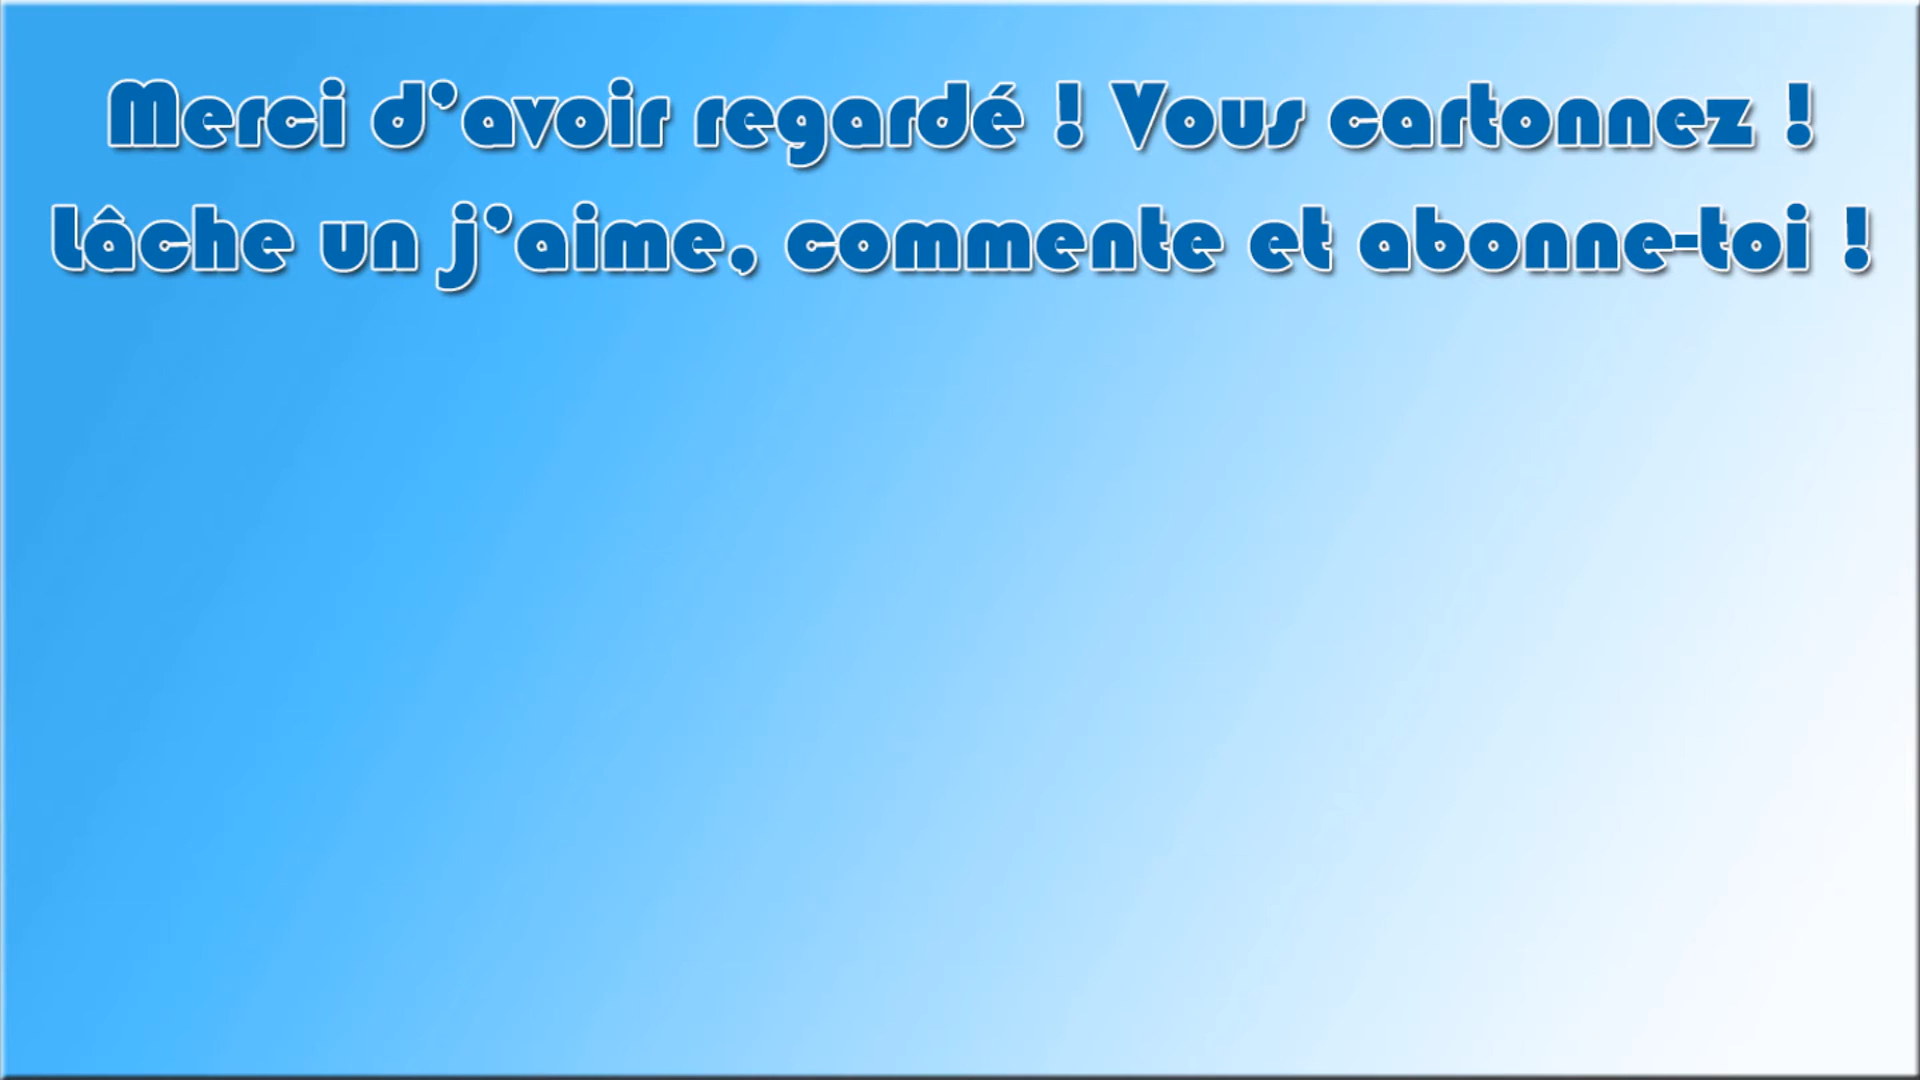 Merci d’avoir regardé ! Vous cartonnez !
Lâche un j’aime, commente et abonne-toi !